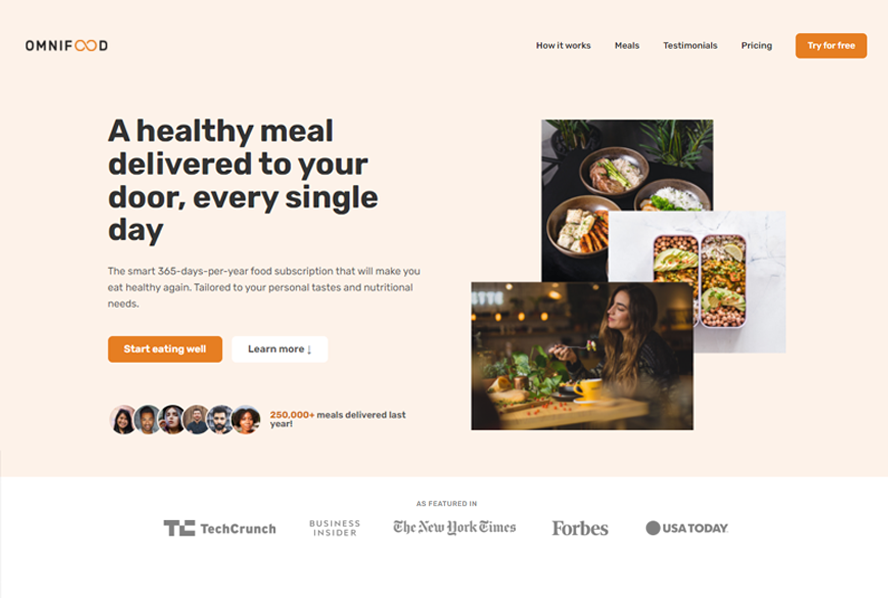 OMNIFOOD
How it works Meals Testimonials Pricing Try for free
A healthy meal
delivered to your
door, every single
day
The smart 365-days-per-year food subscription that will make you
eat healthy again. Tailored to your personal tastes and nutritional
needs.
Start eating well Learn more ↓
250,000+ meals delivered last
year!
AS FEATURED IN
TC TechCrunch
BUSINESS
INSIDER
The New York Times
Forbes
USA TODAY